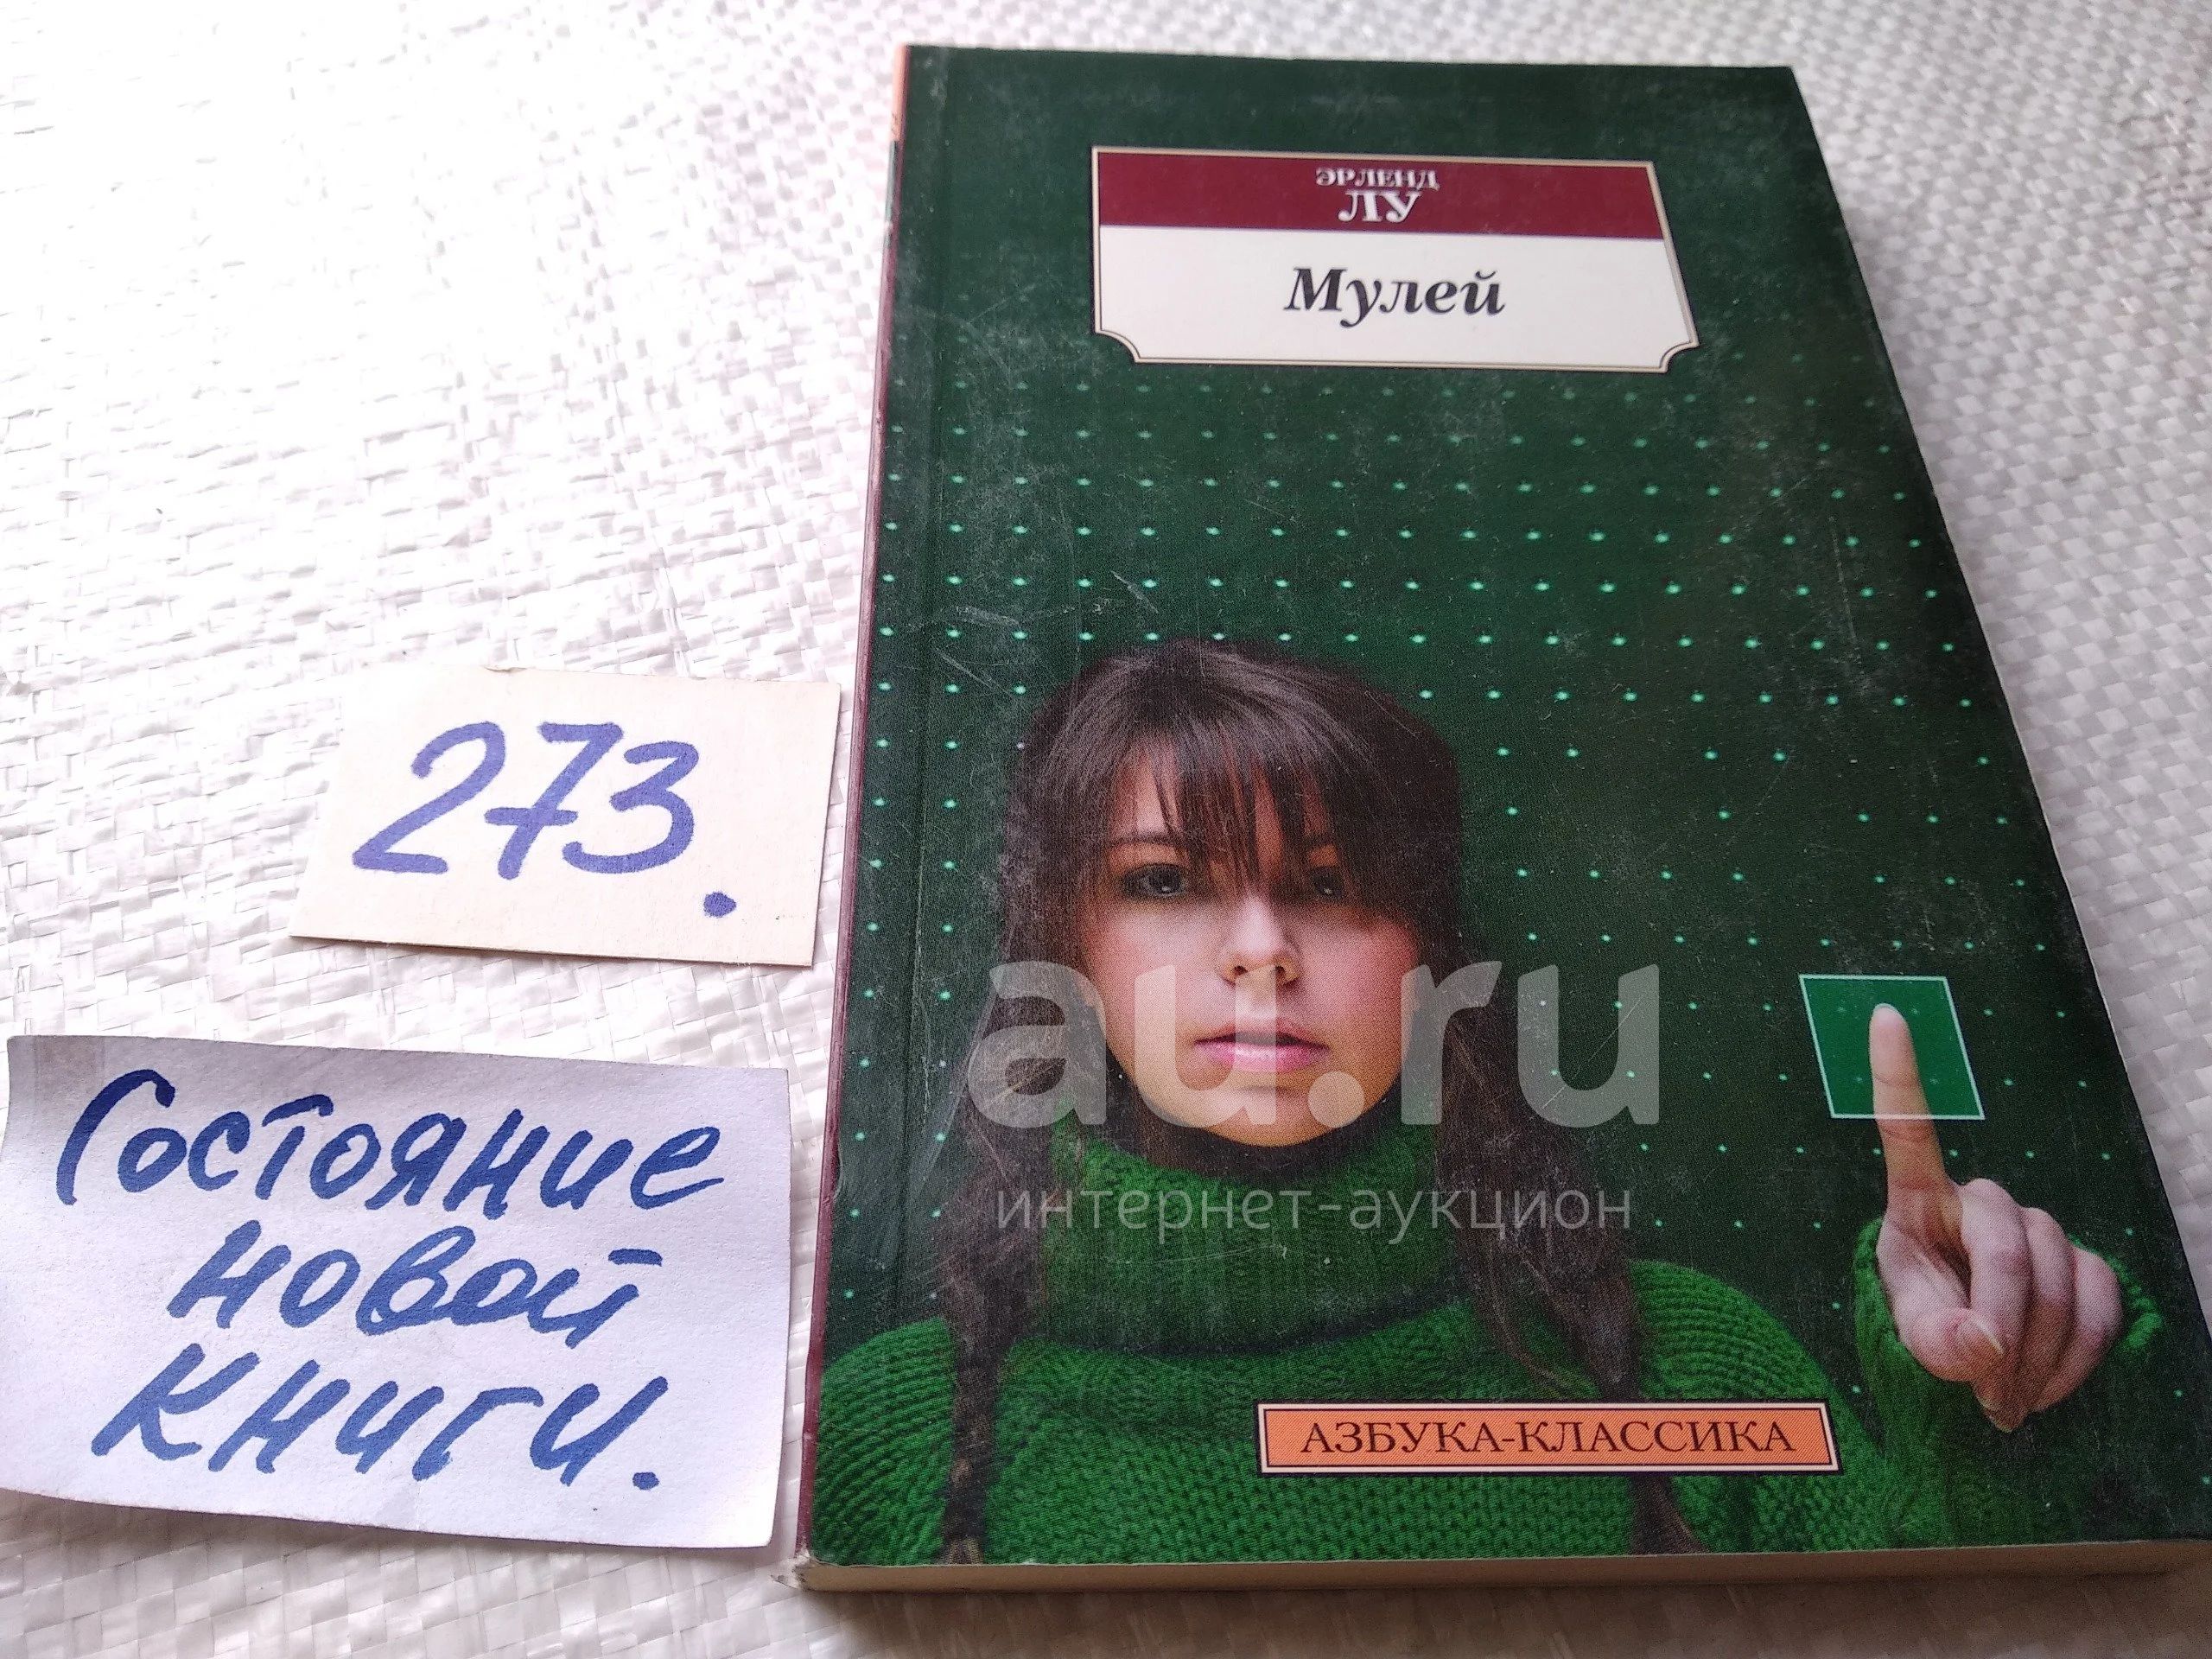 ЭРЛЕНД
ЛУ
Мулей
273.
Состояние
новой
книги.
au.ru
интернет-аукцион
АЗБУКА-КЛАССИКА